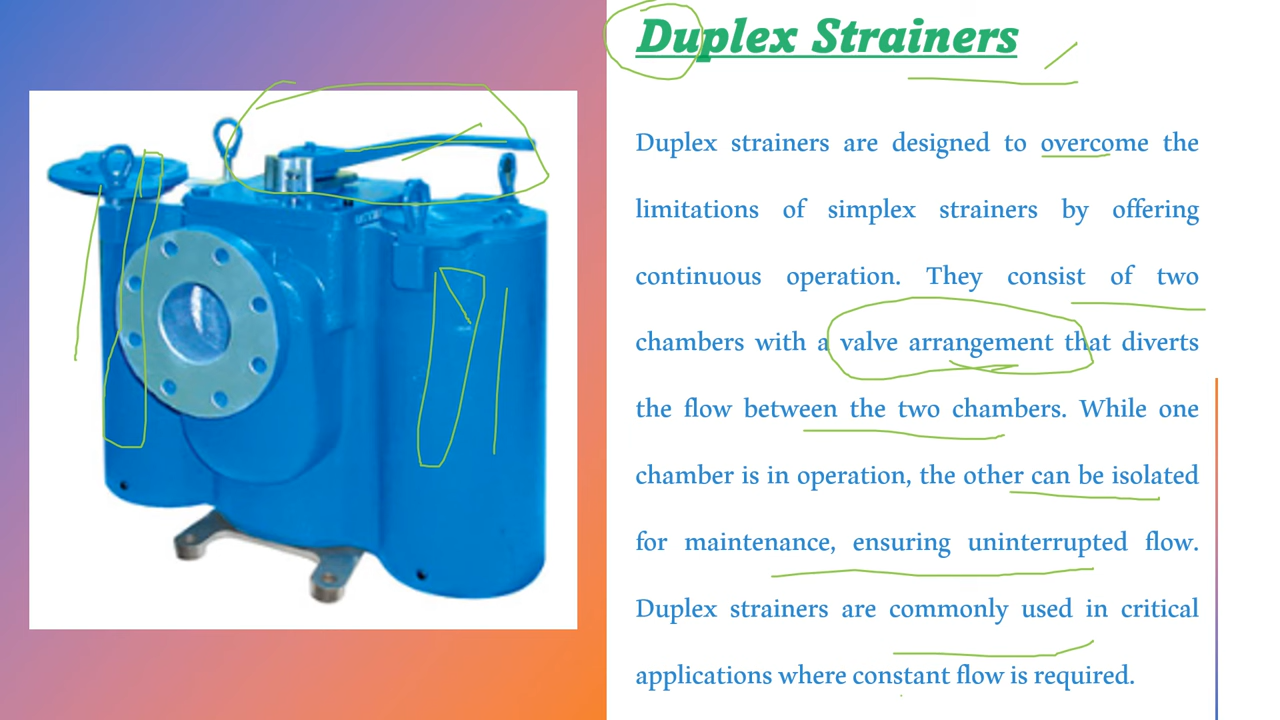 Duplex Strainers
Duplex strainers are designed to overcome the
limitations of simplex strainers by offering
continuous operation. They consist of two
chambers with a valve arrangement that diverts
the flow between the two chambers. While one
chamber is in operation, the other can be isolated
for maintenance, ensuring uninterrupted flow.
Duplex strainers are commonly used in critical
applications where constant flow is required.